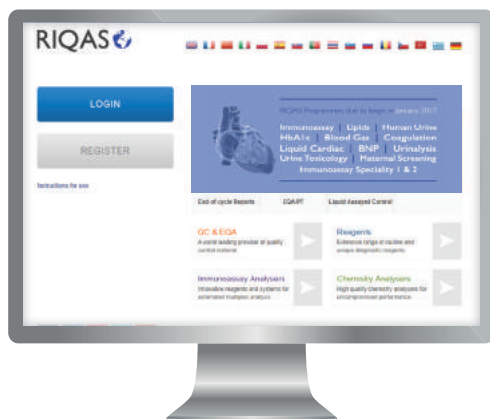 RIQAS
LOGIN
REGISTER
Instructions for use
RIQAS Programmes due to begin in January 2017
Immunoassay | Lipids | Human Urine
HbA1c | Blood Gas | Coagulation
Liquid Cardiac | BNP | Urinalysis
Urine Toxicology | Maternal Screening
Immunoassay Speciality 1 & 2
End of cycle Reports EQA/PT Liquid Assayed Control
QC & EQA
A world leading provider of quality
control material
Reagents
Extensive range of routine and
unique diagnostic reagents
Immunoassay Analysers
Innovative reagents and systems for
automated multiplex analysis
Chemistry Analysers
High quality chemistry analysers for
uncompromised performance